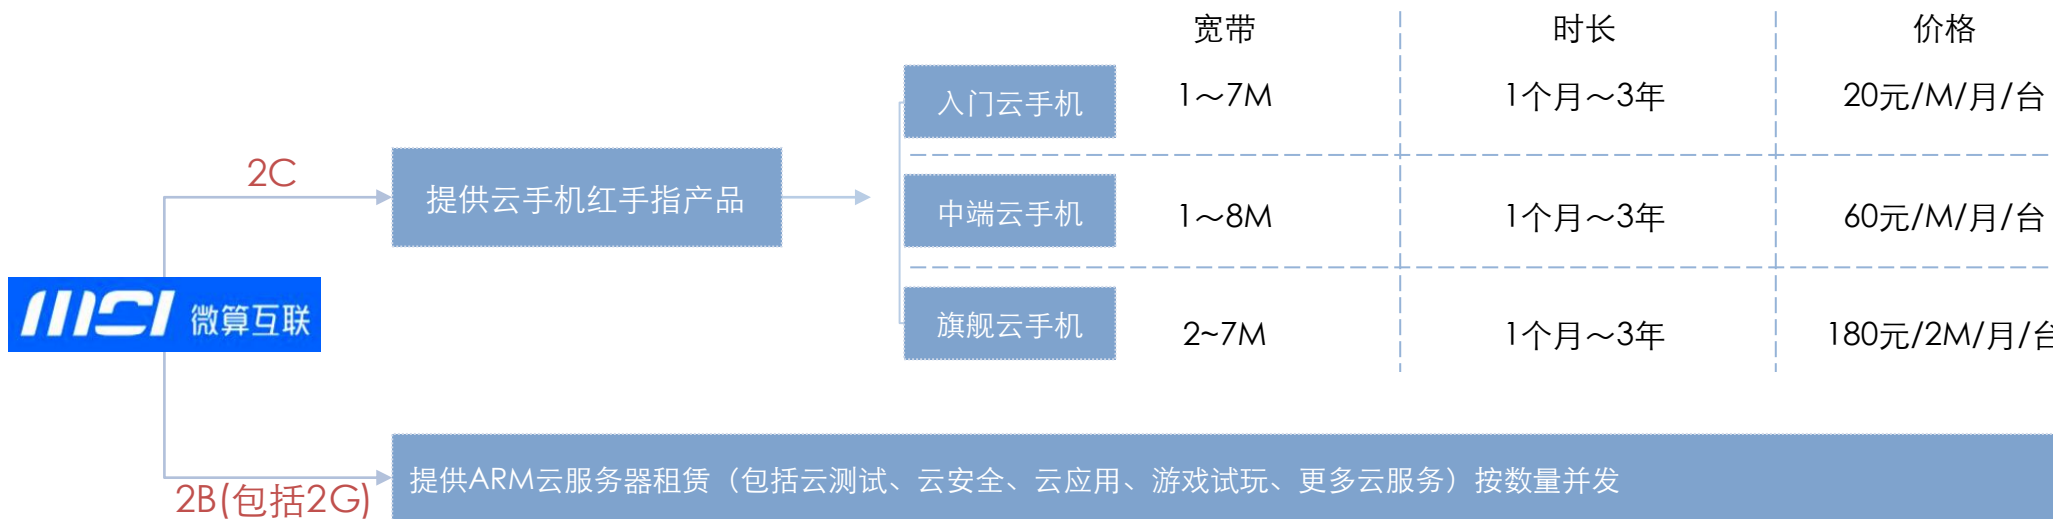 宽带 时长 价格
入门云手机 1～7M 1个月～3年 20元/M/月/台
2C
提供云手机红手指产品
中端云手机 1～8M 1个月～3年 60元/M/月/台
旗舰云手机 2~7M 1个月～3年 180元/2M/月/台
MCI 微算互联
提供ARM云服务器租赁（包括云测试、云安全、云应用、游戏试玩、更多云服务）按数量并发
2B(包括2G)